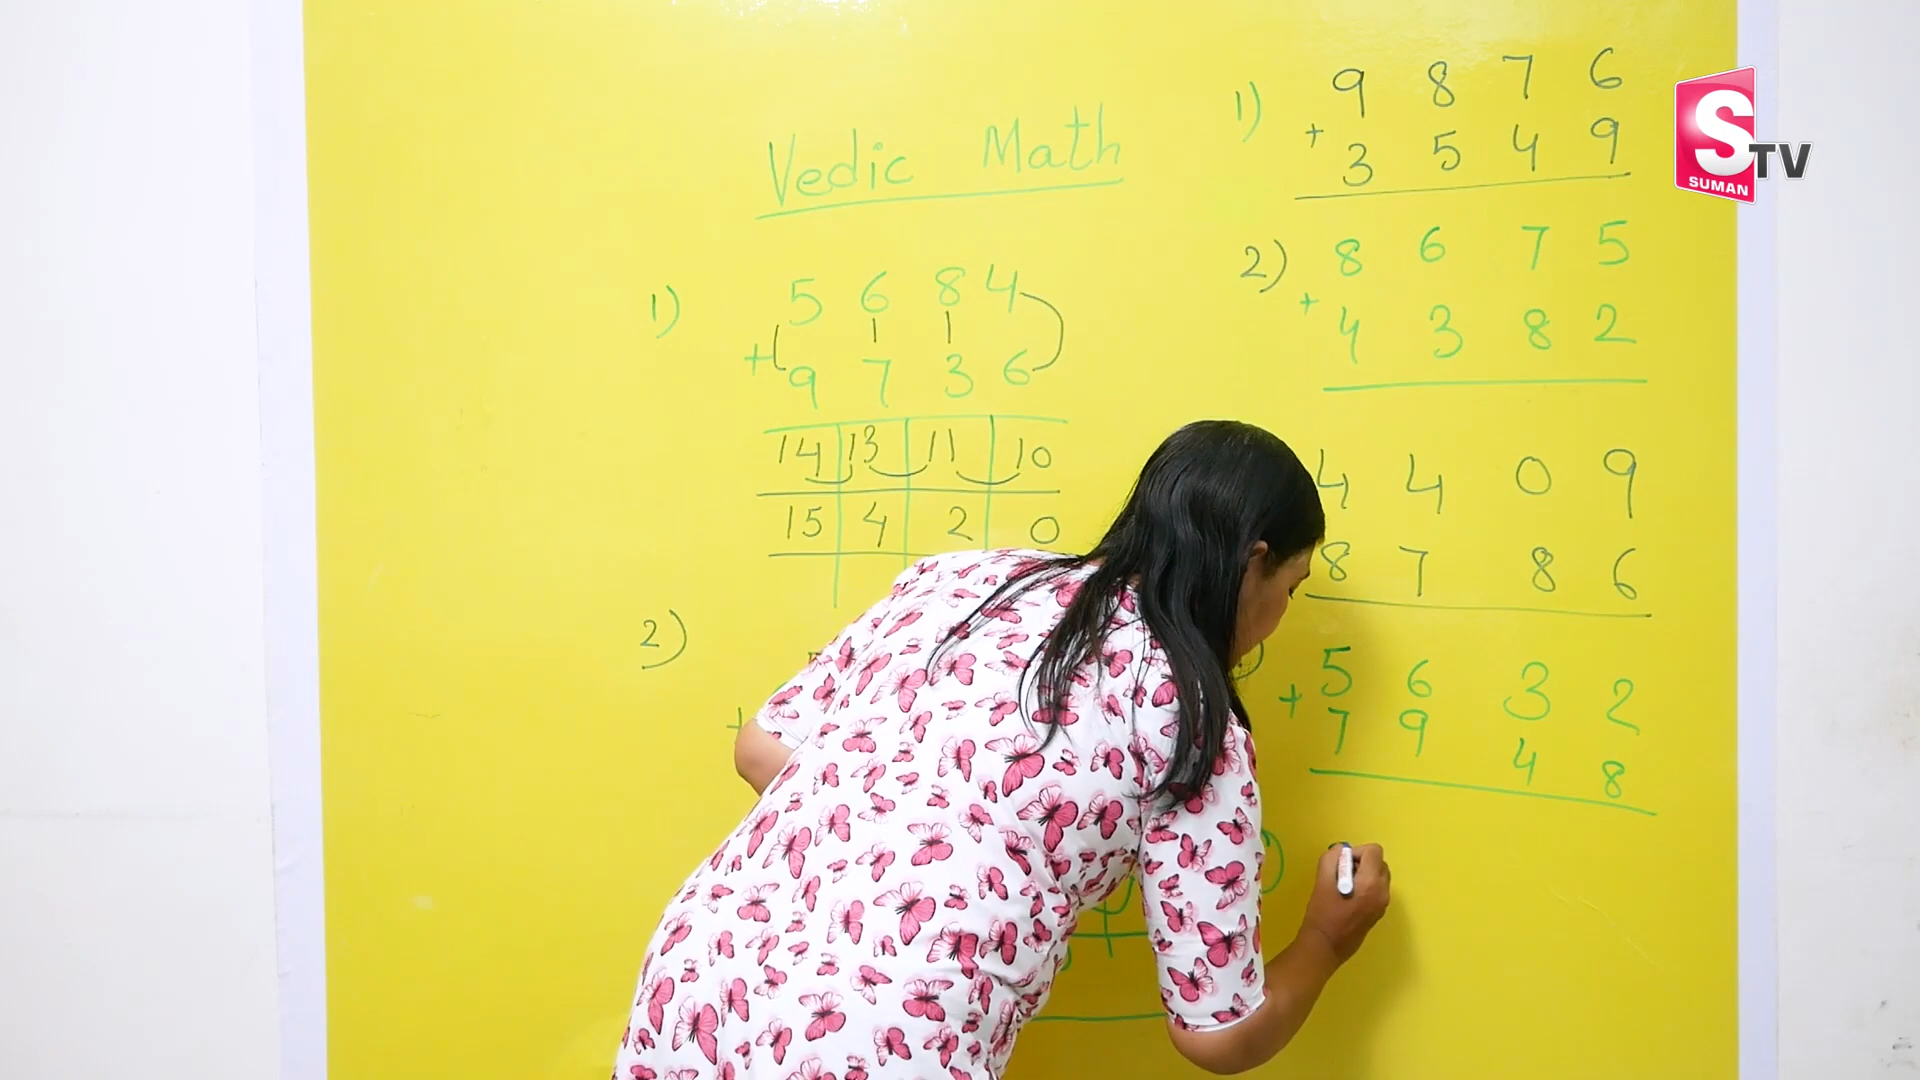 Vedic Math
1) 5 6 8 4
+ 9 7 3 6
14 13 11 10
15 4 2 0
2)
+
1) 9 8 7 6
+ 3 5 4 9
2) 8 6 7 5
+ 4 3 8 2
4 4 0 9
8 7 8 6
5 6 3 2
+ 7 9 4 8
S TV
SUMAN